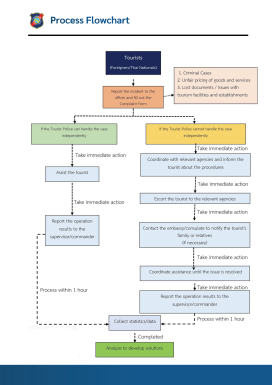 Process Flowchart
Tourists
(Foreigners/Thai Nationals)
Report the incident to the
officer and fill out the
Complaint Form
1. Criminal Cases
2. Unfair pricing of goods and services
3. Lost documents / Issues with
tourism facilities and establishments
If the Tourist Police can handle the case
independently
If the Tourist Police cannot handle the case
independently
Take immediate action
Take immediate action
Assist the tourist
Coordinate with relevant agencies and inform the
tourist about the procedures
Take immediate action
Escort the tourist to the relevant agencies
Take immediate action
Take immediate action
Report the operation
results to the
supervisor/commander
Contact the embassy/consulate to notify the tourist's
family or relatives
(if necessary)
Take immediate action
Coordinate assistance until the issue is resolved
Take immediate action
Process within 1 hour
Report the operation results to the
supervisor/commander
Process within 1 hour
Collect statistics/data
Completed
Analyze to develop solutions